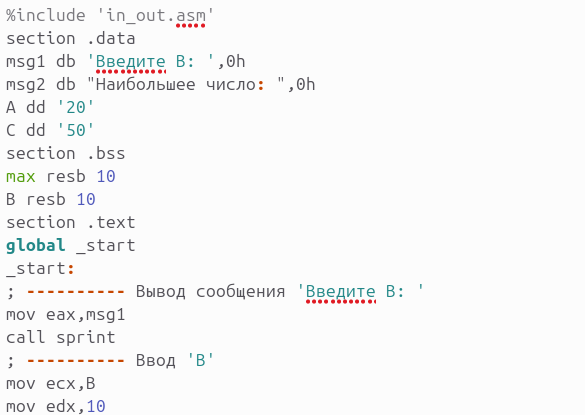 %include 'in_out.asm'
section .data
msg1 db 'Введите B: ',0h
msg2 db "Наибольшее число: ",0h
A dd '20'
C dd '50'
section .bss
max resb 10
B resb 10
section .text
global _start
_start:
; ---------- Вывод сообщения 'Введите B: '
mov eax,msg1
call sprint
; ---------- Ввод 'B'
mov ecx,B
mov edx,10